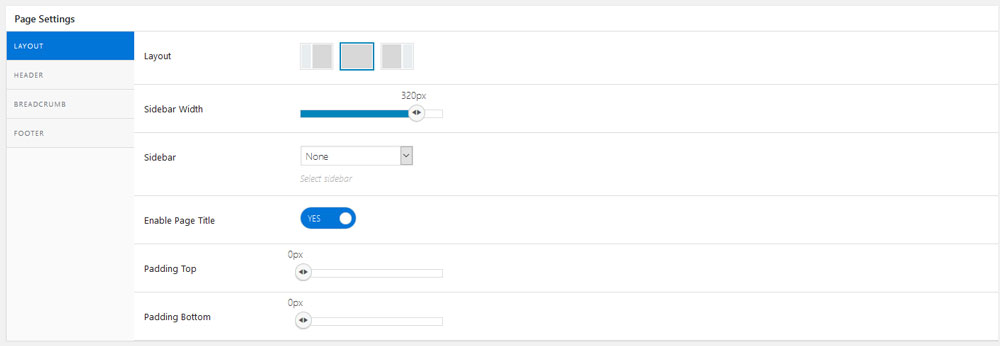 Page Settings
LAYOUT
HEADER
BREADCRUMB
FOOTER
Layout
320px
Sidebar Width
Sidebar
None
Select sidebar
Enable Page Title
YES
0px
Padding Top
0px
Padding Bottom